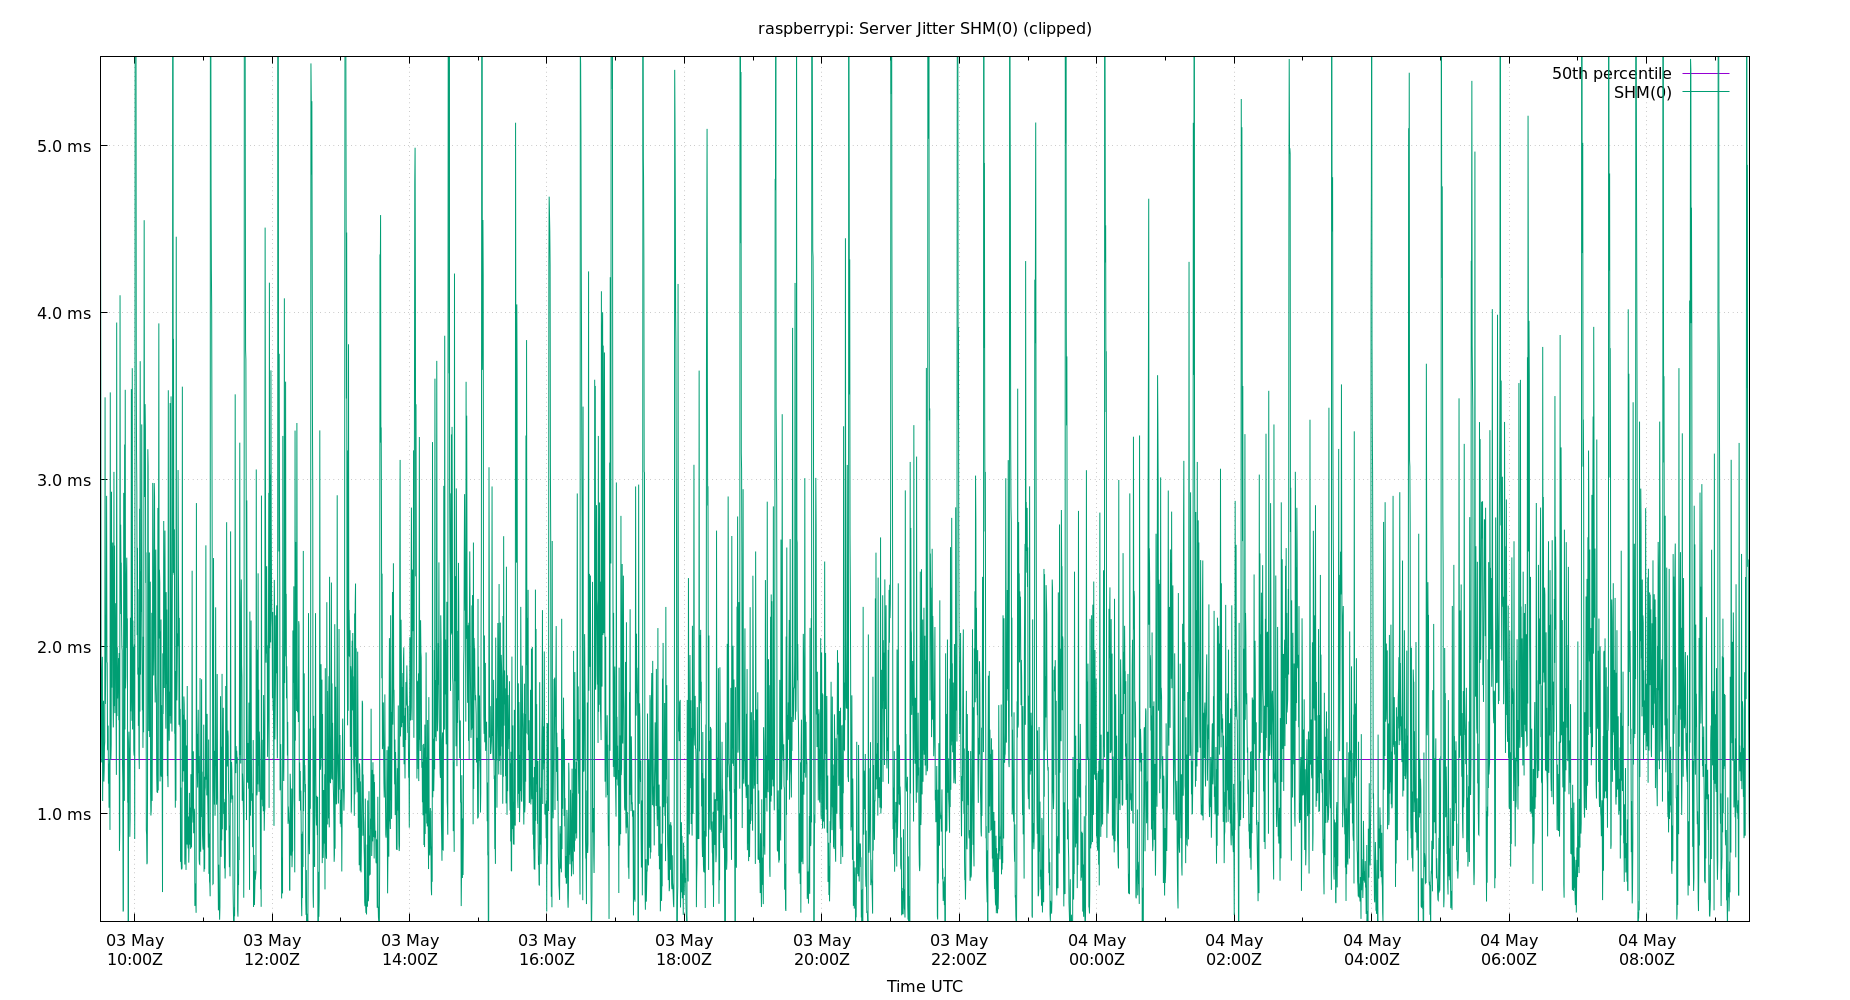 raspberrypi: Server Jitter SHM(0) (clipped)
50th percentile
SHM(0)
5.0 ms
4.0 ms
3.0 ms
2.0 ms
1.0 ms
03 May 03 May 03 May 03 May 03 May 03 May 03 May 04 May 04 May 04 May 04 May 04 May
10:00Z 12:00Z 14:00Z 16:00Z 18:00Z 20:00Z 22:00Z 00:00Z 02:00Z 04:00Z 06:00Z 08:00Z
Time UTC